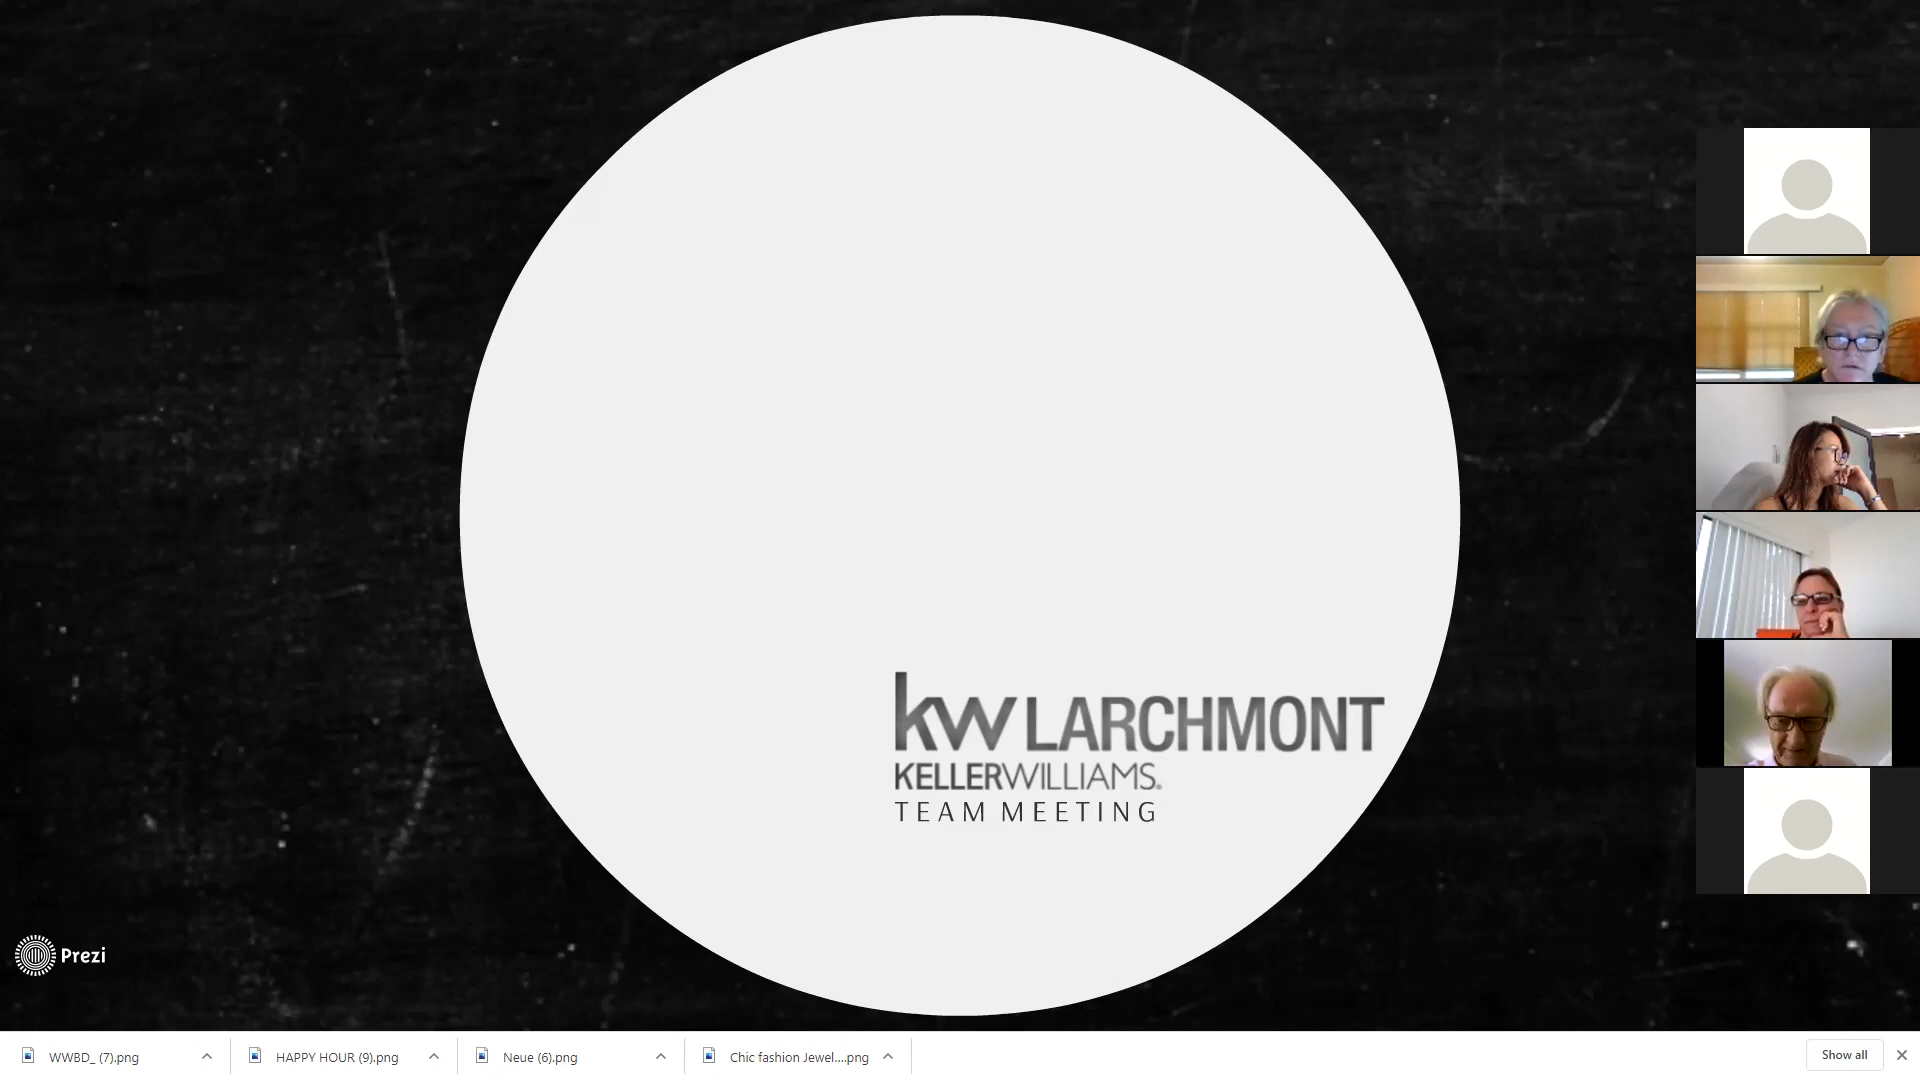 kw LARCHMONT
KELLERWILLIAMS.
TEAM MEETING
Prezi
WWBD_ (7).png
HAPPY HOUR (9).png
Neue (6).png
Chic fashion Jewel....png
Show all